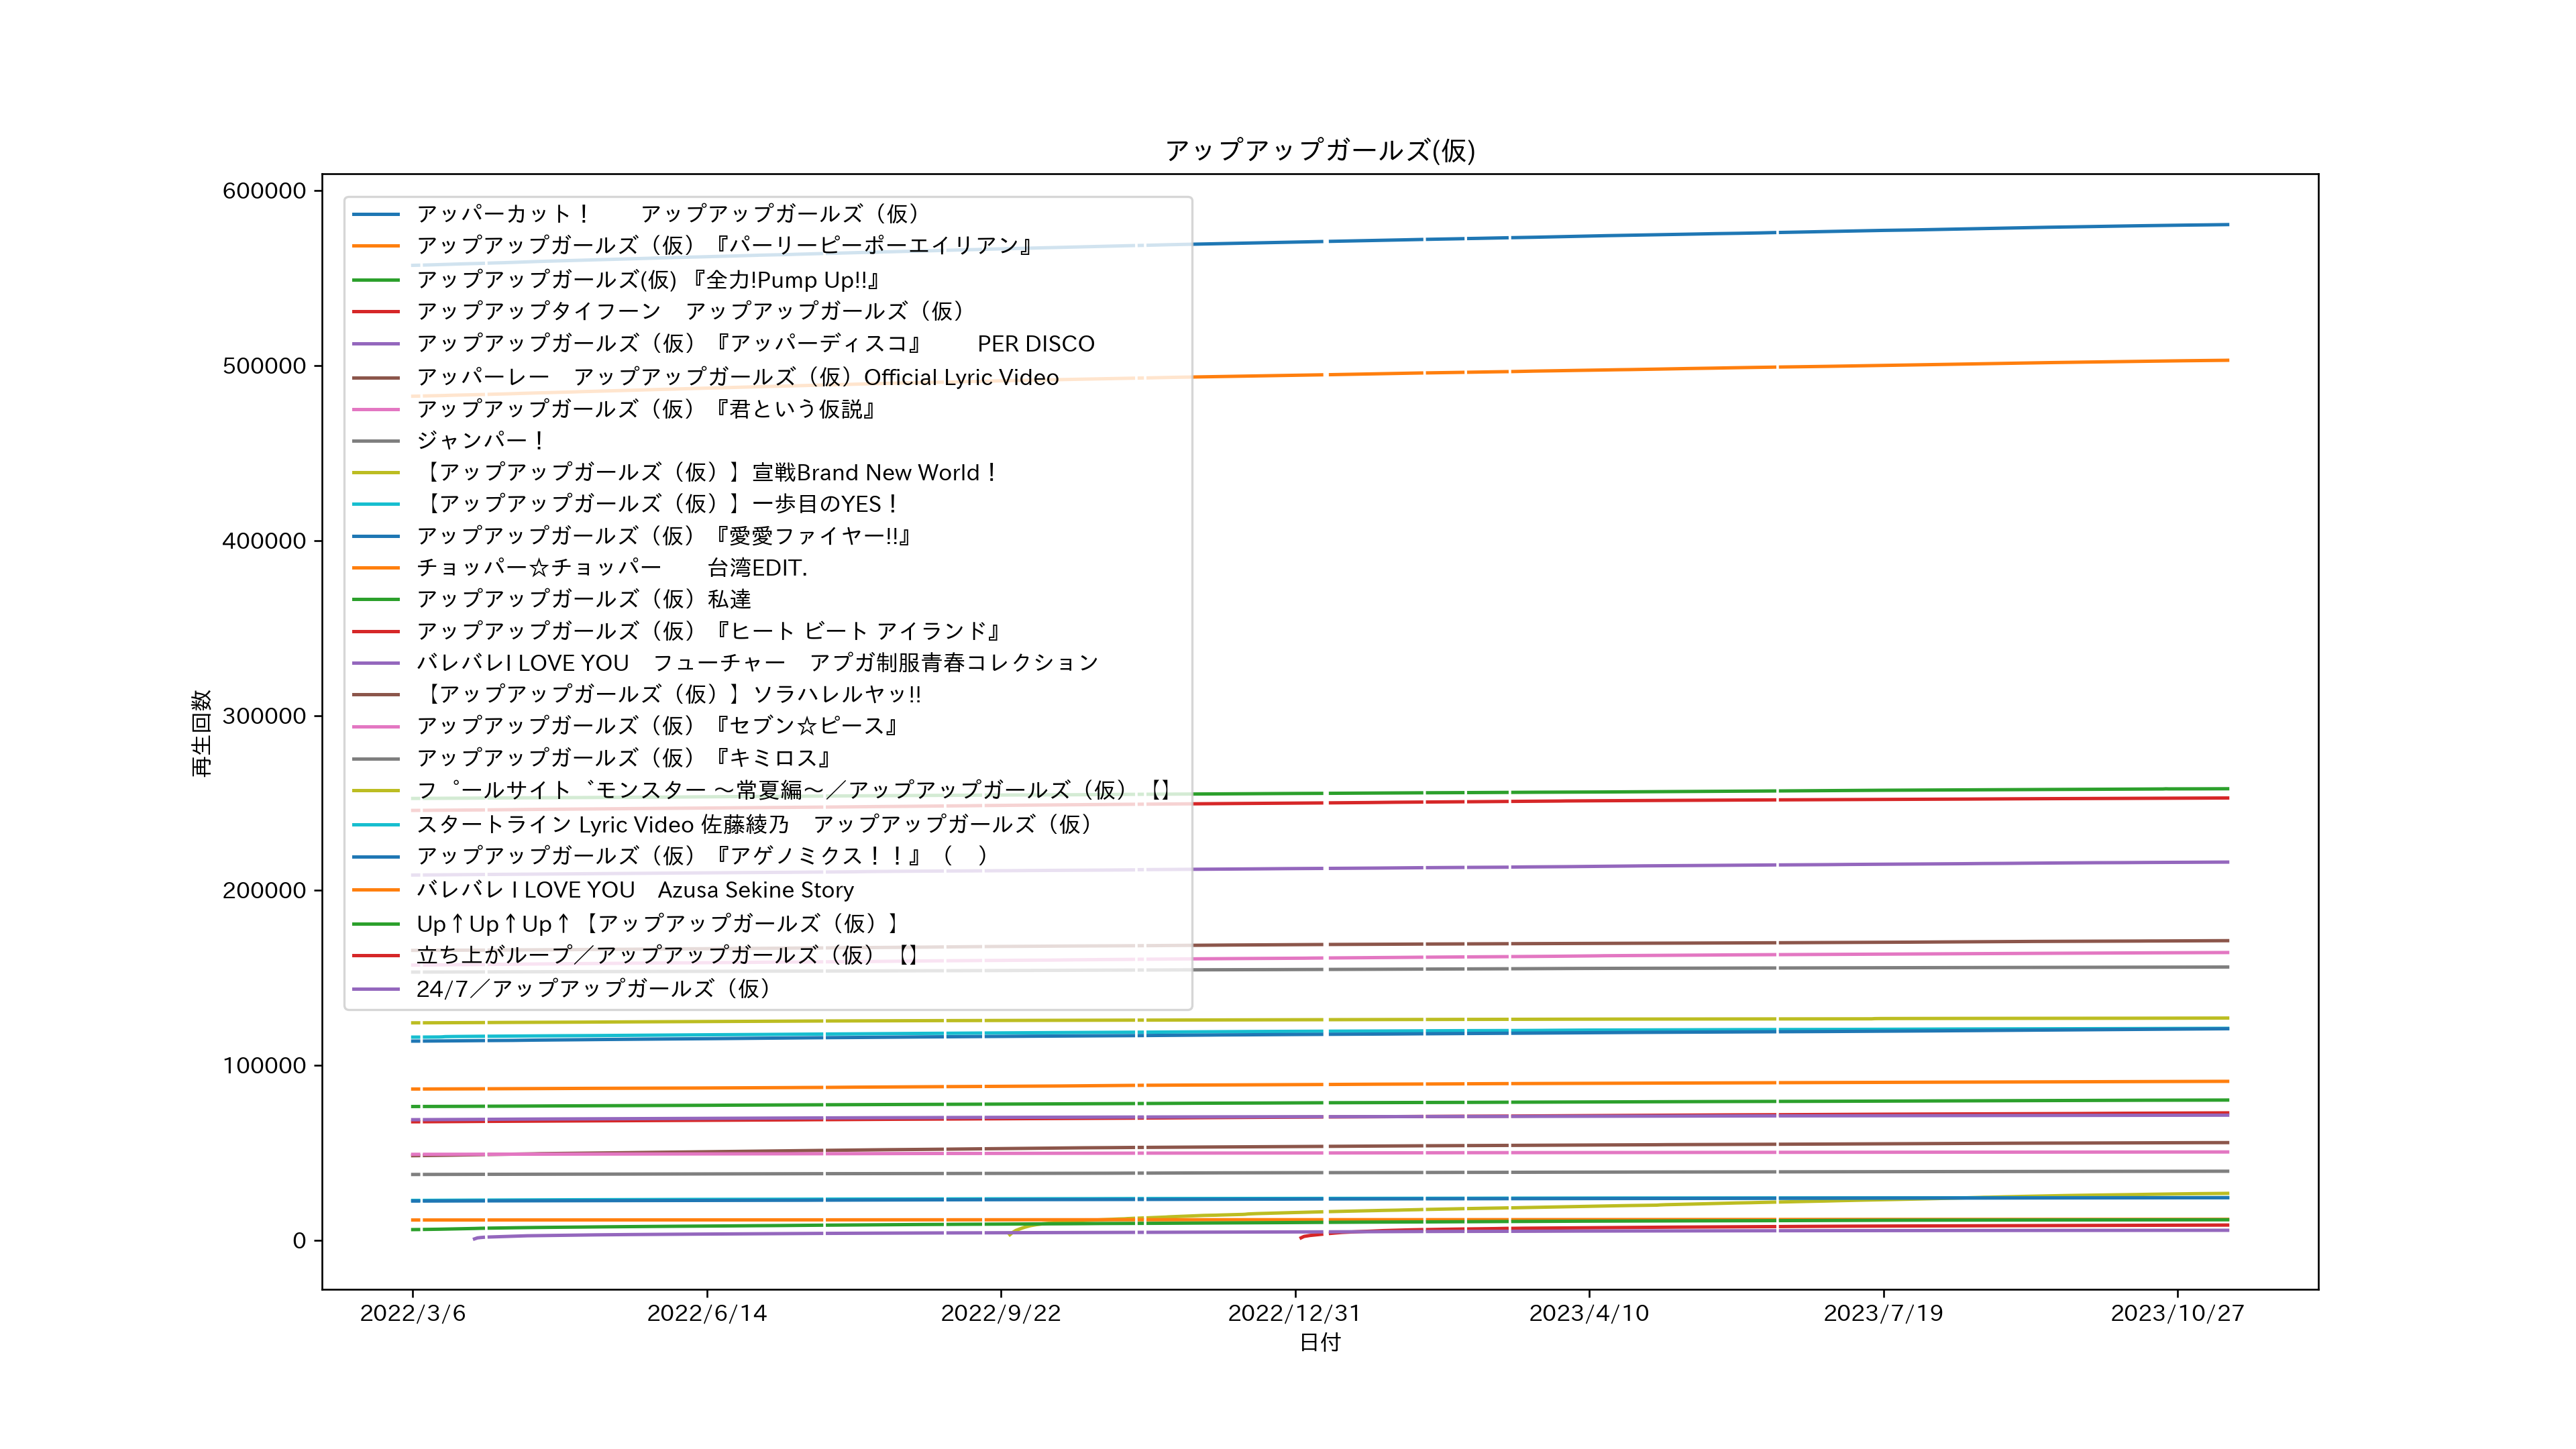 アップアップガールズ(仮)
600000
500000
400000
300000
200000
100000
0
再生回数
アッパーカット！　　アップアップガールズ（仮）
アップアップガールズ（仮）『パーリーピーポーエイリアン』
アップアップガールズ(仮) 『全力!Pump Up!!』
アップアップタイフーン　アップアップガールズ（仮）
アップアップガールズ（仮）『アッパーディスコ』　　PER DISCO
アッパーレー　アップアップガールズ（仮）Official Lyric Video
アップアップガールズ（仮）『君という仮説』
ジャンパー！
【アップアップガールズ（仮）】宣戦Brand New World！
【アップアップガールズ（仮）】一歩目のYES！
アップアップガールズ（仮）『愛愛ファイヤー!!』
チョッパー☆チョッパー　　台湾EDIT.
アップアップガールズ（仮）私達
アップアップガールズ（仮）『ヒート ビート アイランド』
バレバレI LOVE YOU　フューチャー　アプガ制服青春コレクション
【アップアップガールズ（仮）】ソラハレルヤッ!!
アップアップガールズ（仮）『セブン☆ピース』
アップアップガールズ（仮）『キミロス』
フ゜ールサイト゛モンスター ～常夏編～／アップアップガールズ（仮）【】
スタートライン Lyric Video 佐藤綾乃　アップアップガールズ（仮）
アップアップガールズ（仮）『アゲノミクス！！』（　）
バレバレ I LOVE YOU　Azusa Sekine Story
Up↑Up↑Up↑【アップアップガールズ（仮）】
立ち上がループ／アップアップガールズ（仮）【】
24/7／アップアップガールズ（仮）
2022/3/6
2022/6/14
2022/9/22
2022/12/31
2023/4/10
2023/7/19
2023/10/27
日付